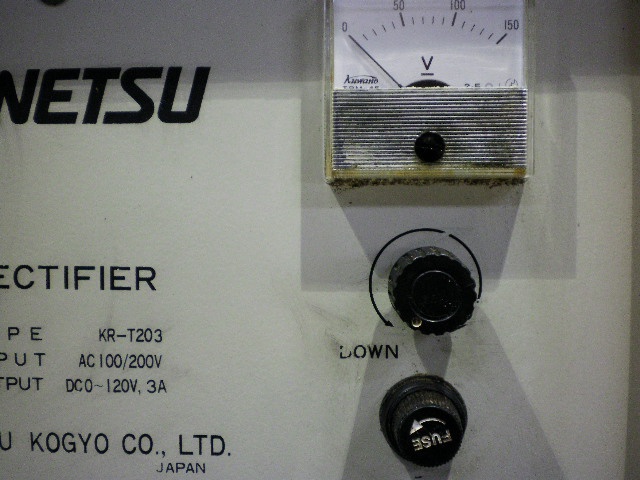 0 50 100 150
V
NETSU
ECTIFIER
PE KR-T203
PUT AC100/200V
TPUT DC0~120V, 3A
DOWN
FUSE
U KOGYO CO., LTD.
JAPAN